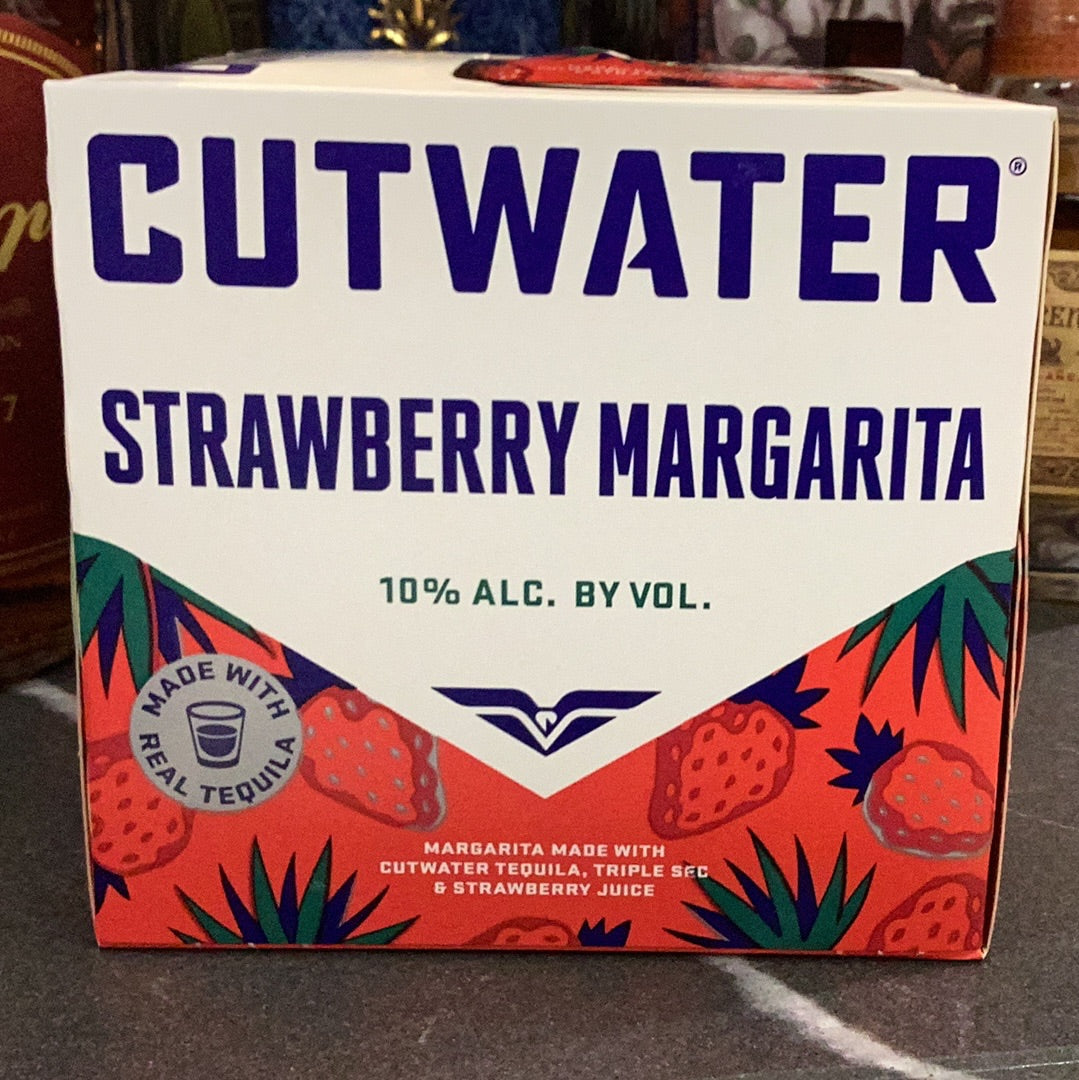 CUTWATER®
STRAWBERRY MARGARITA
10% ALC. BY VOL.
MADE WITH
REAL TEQUILA
MARGARITA MADE WITH
CUTWATER TEQUILA, TRIPLE SEC
& STRAWBERRY JUICE